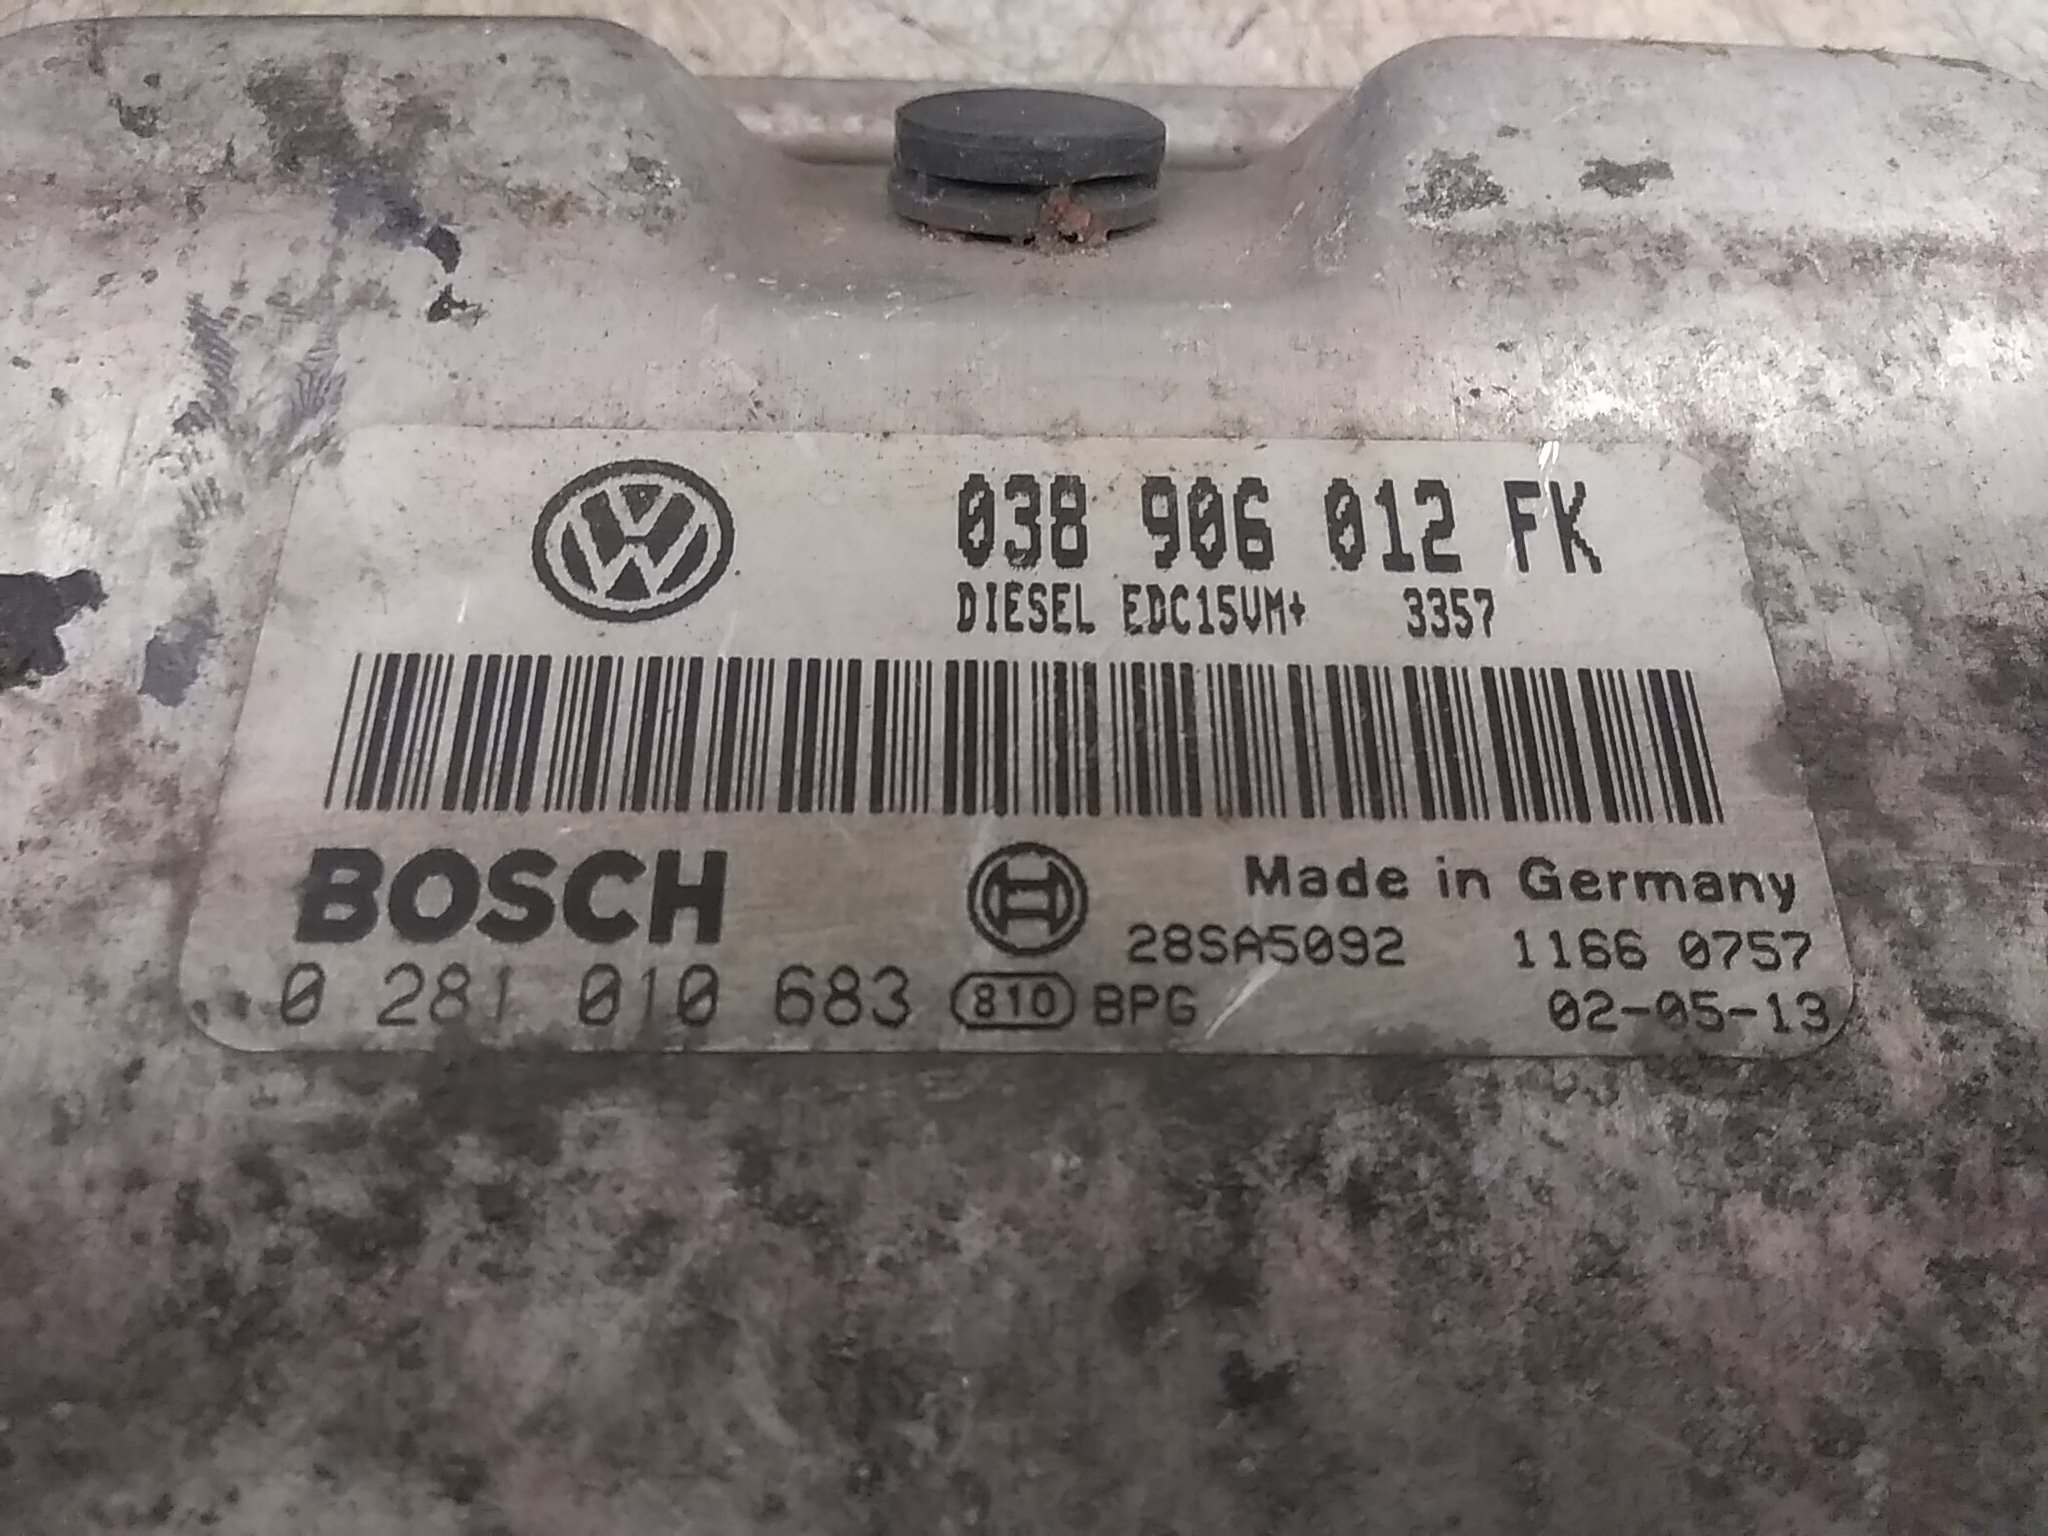 038 906 012 FK
DIESEL EDC15VM+ 3357
BOSCH
Made in Germany
28SA5092 1166 0757
0 281 010 683 810 BPG 02-05-13